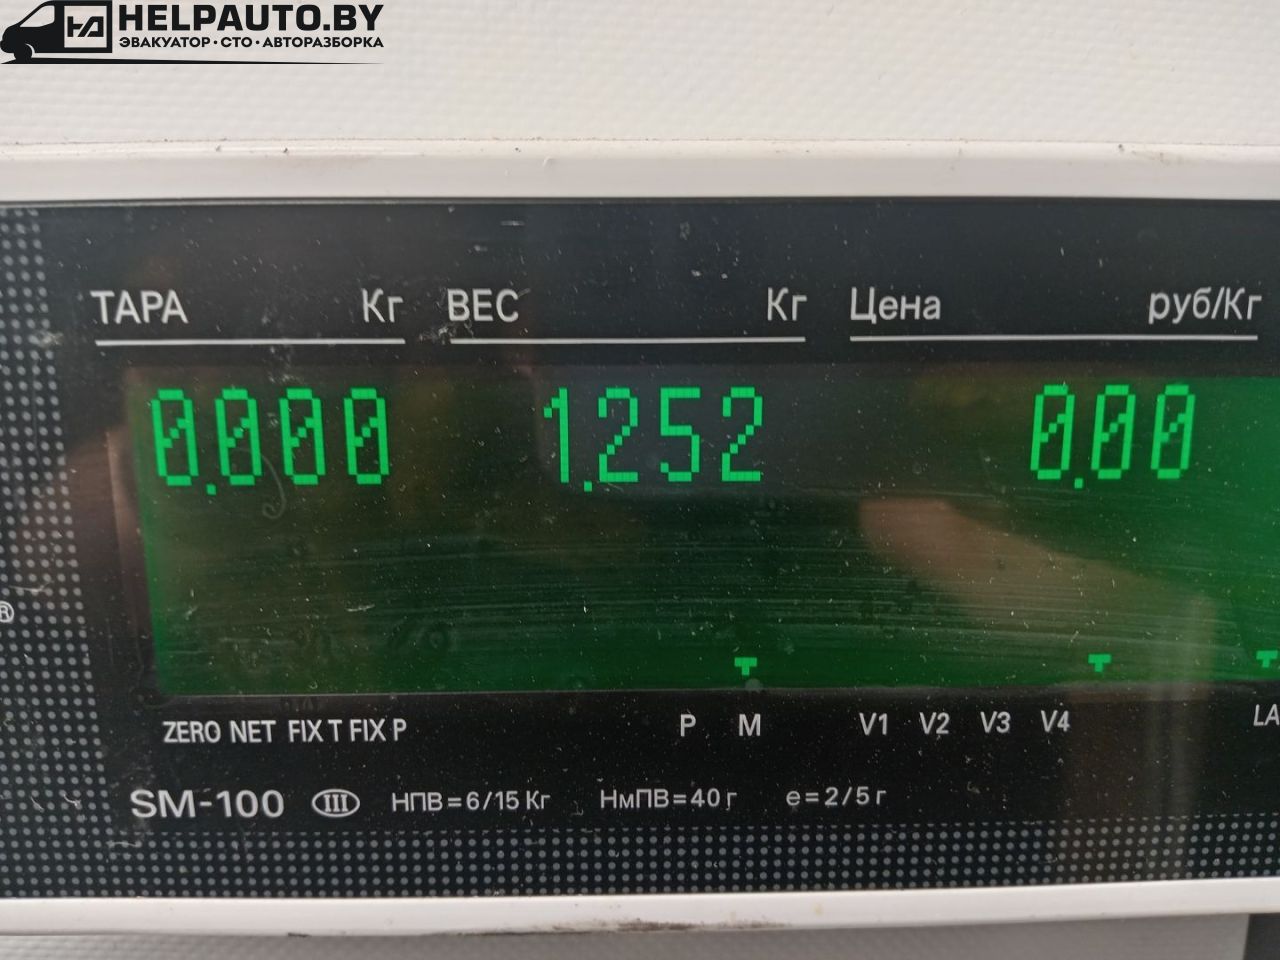 HELPAUTO.BY
ЭВАКУАТОР · СТО · АВТОРАЗБОРКА
ТАРА Кг ВЕС Кг Цена руб/Кг
0.000 1.252 0.00
®
ZERO NET FIX T FIX P P M V1 V2 V3 V4
SM-100 III НПВ=6/15 Кг НмПВ=40 г е=2/5 г